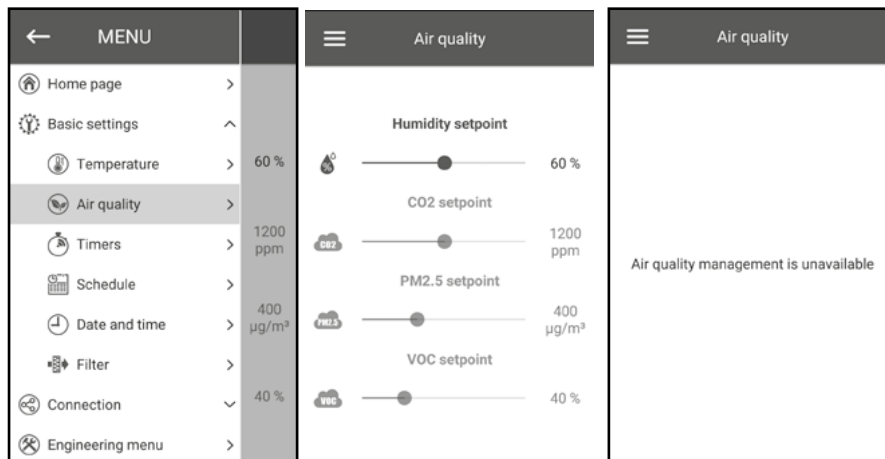 MENU
Home page
Basic settings
Temperature
60 %
Air quality
Timers
1200
ppm
Schedule
Date and time
400
µg/m³
Filter
Connection
40 %
Engineering menu
Air quality
Humidity setpoint
%
60 %
CO2 setpoint
CO2
1200
ppm
PM2.5 setpoint
PM2.5
400
µg/m³
VOC setpoint
VOC
40 %
Air quality
Air quality management is unavailable